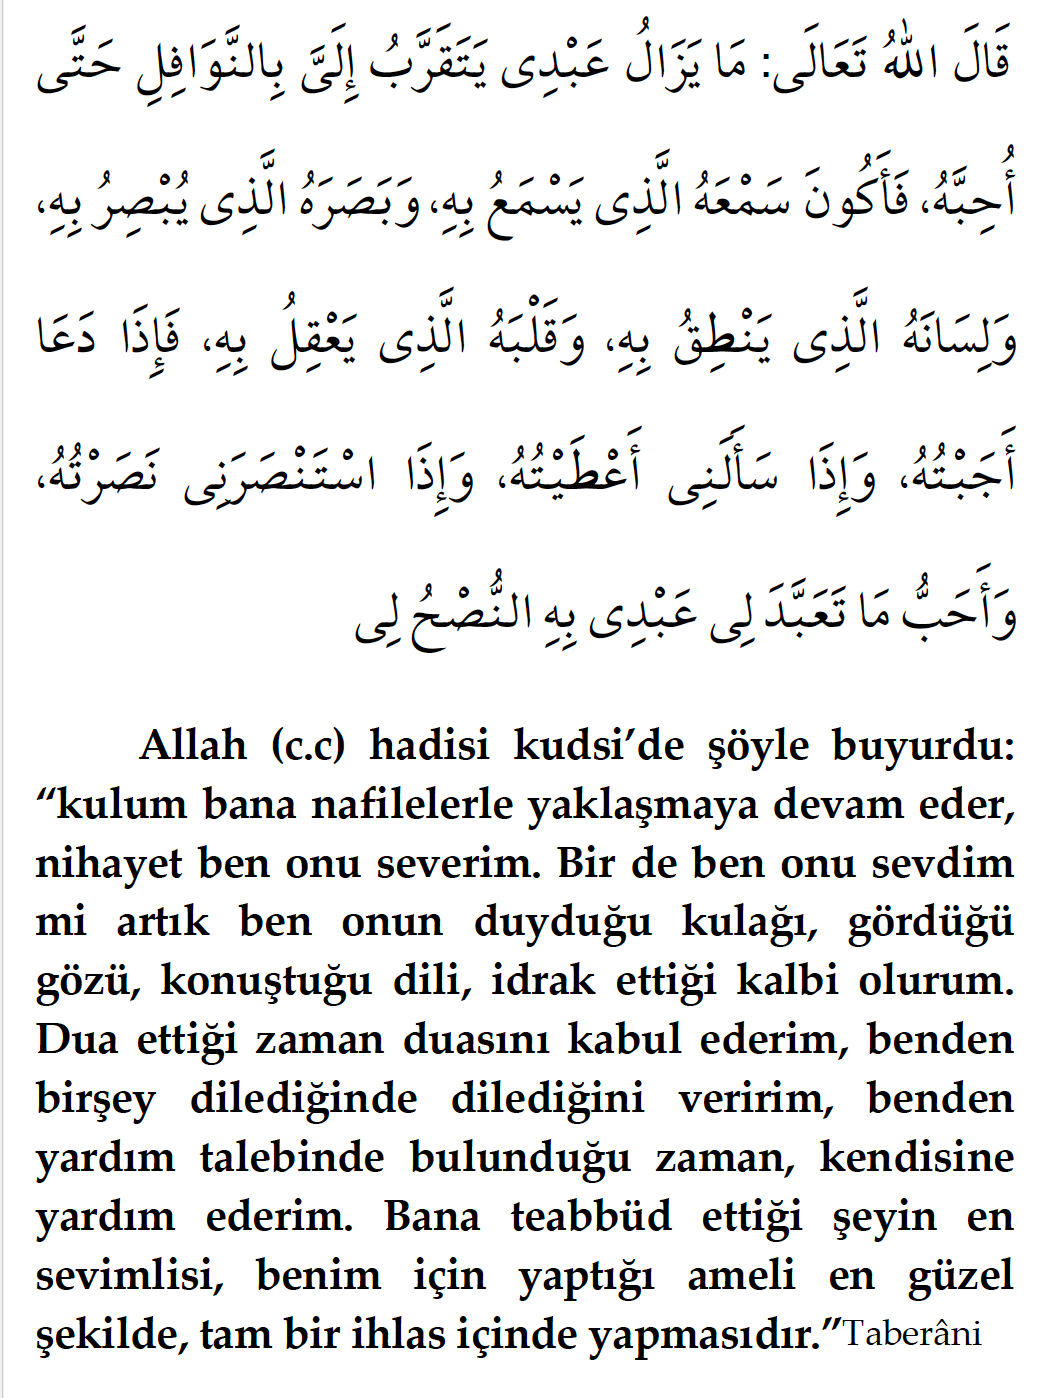 قَالَ اللهُ تَعَالَى: مَا يَزَالُ عَبْدِى يَتَقَرَّبُ إِلَىَّ بِالنَّوَافِلِ حَتَّى
أُحِبَّهُ، فَأَكُونَ سَمْعَهُ الَّذِى يَسْمَعُ بِهِ، وَبَصَرَهُ الَّذِى يُبْصِرُ بِهِ،
وَلِسَانَهُ الَّذِى يَنْطِقُ بِهِ، وَقَلْبَهُ الَّذِى يَعْقِلُ بِهِ، فَإِذَا دَعَا
أَجَبْتُهُ، وَإِذَا سَأَلَنِى أَعْطَيْتُهُ، وَإِذَا اسْتَنْصَرَنِى نَصَرْتُهُ،
وَأَحَبُّ مَا تَعَبَّدَ لِى عَبْدِى بِهِ النُّصْحُ لِى
Allah (c.c) hadisi kudsi’de şöyle buyurdu:
“kulum bana nafilelerle yaklaşmaya devam eder,
nihayet ben onu severim. Bir de ben onu sevdim
mi artık ben onun duyduğu kulağı, gördüğü
gözü, konuştuğu dili, idrak ettiği kalbi olurum.
Dua ettiği zaman duasını kabul ederim, benden
birşey dilediğinde dilediğini veririm, benden
yardım talebinde bulunduğu zaman, kendisine
yardım ederim. Bana teabbüd ettiği şeyin en
sevimlisi, benim için yaptığı ameli en güzel
şekilde, tam bir ihlas içinde yapmasıdır.”Taberâni